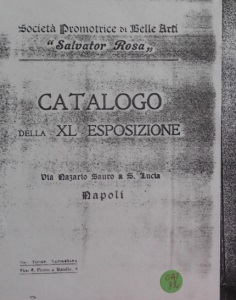 Società Promotrice di Belle Arti
"Salvator Rosa„
CATALOGO
DELLA XL ESPOSIZIONE
Via Nazario Sauro a S. Lucia
Napoli